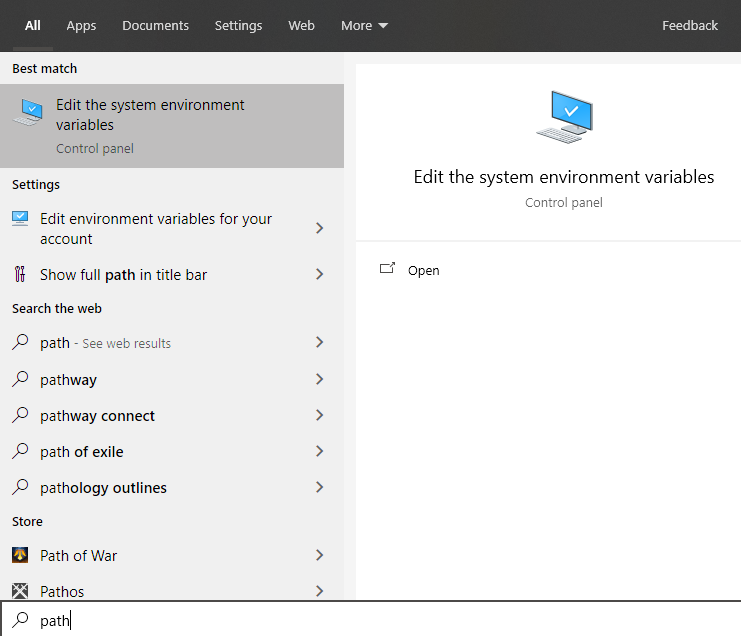 All Apps Documents Settings Web More Feedback
Best match
Edit the system environment
variables
Control panel
Settings
Edit environment variables for your
account
Show full path in title bar
Search the web
path - See web results
pathway
pathway connect
path of exile
pathology outlines
Store
Path of War
Pathos
path
Edit the system environment variables
Control panel
Open